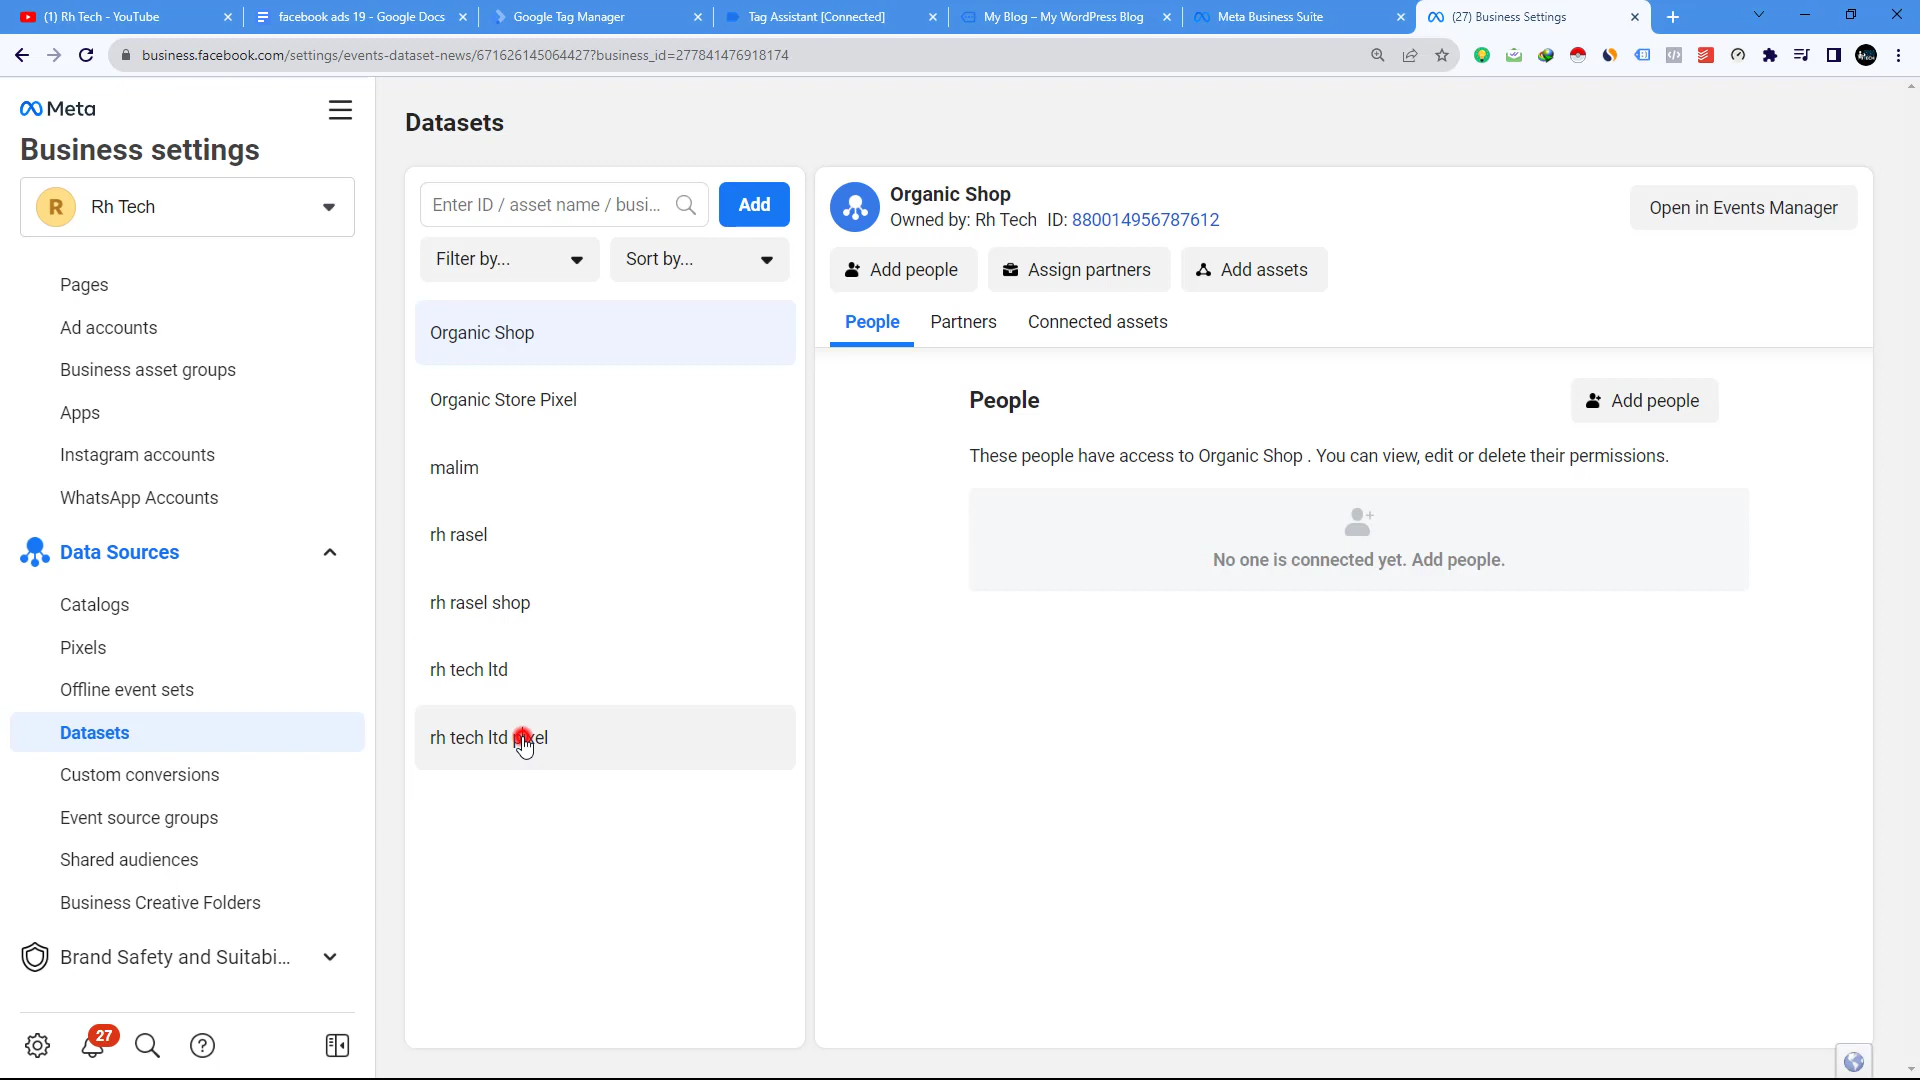 (1) Rh Tech - YouTube
facebook ads 19 - Google Docs
Google Tag Manager
Tag Assistant [Connected]
My Blog – My WordPress Blog
Meta Business Suite
(27) Business Settings
business.facebook.com/settings/events-dataset-news/671626145064427?business_id=277841476918174
Meta
Business settings
R
Rh Tech
Pages
Ad accounts
Business asset groups
Apps
Instagram accounts
WhatsApp Accounts
Data Sources
Catalogs
Pixels
Offline event sets
Datasets
Custom conversions
Event source groups
Shared audiences
Business Creative Folders
Brand Safety and Suitabi...
27
Datasets
Enter ID / asset name / busi...
Add
Filter by...
Sort by...
Organic Shop
Organic Store Pixel
malim
rh rasel
rh rasel shop
rh tech ltd
rh tech ltd pixel
Organic Shop
Owned by: Rh Tech ID: 880014956787612
Open in Events Manager
Add people
Assign partners
Add assets
People
Partners
Connected assets
People
Add people
These people have access to Organic Shop . You can view, edit or delete their permissions.
No one is connected yet. Add people.